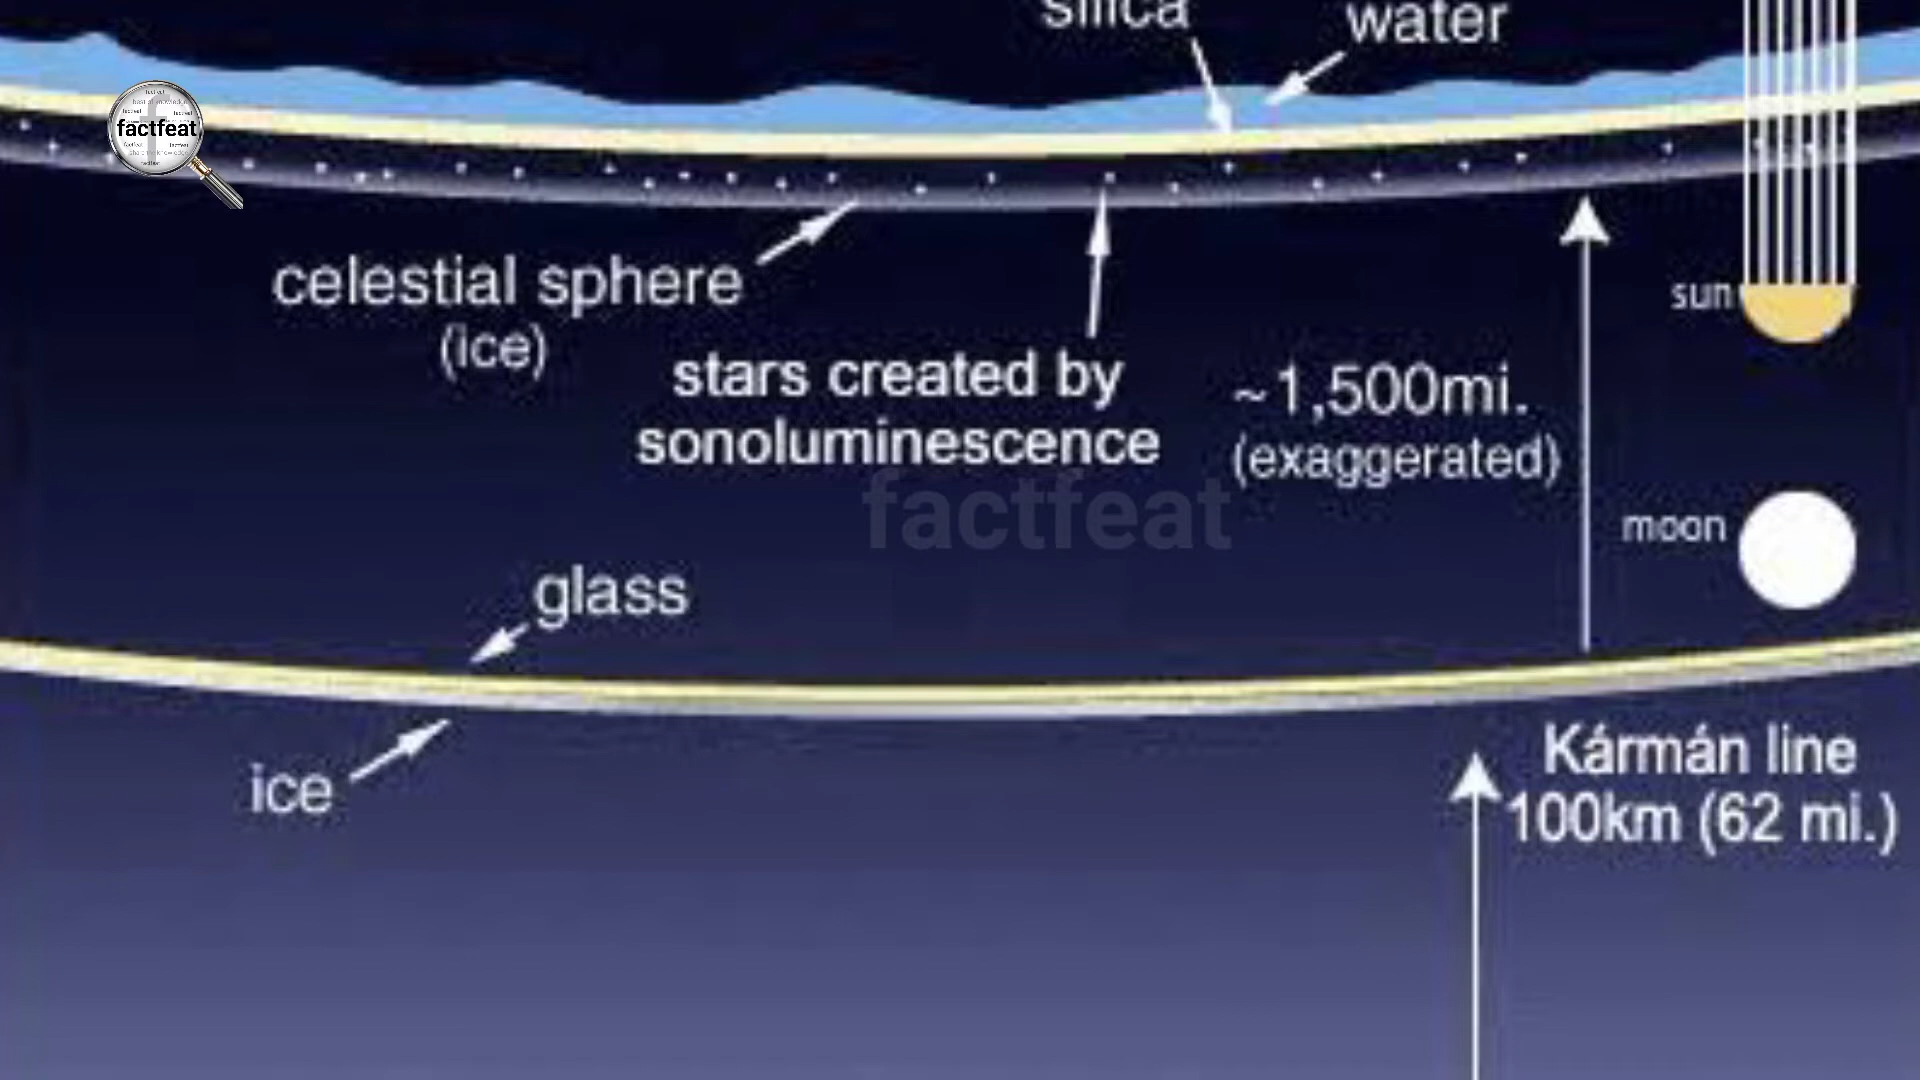 silica
water
factfeat
celestial sphere
(ice)
stars created by
sonoluminescence
~1,500mi.
(exaggerated)
sun
moon
factfeat
glass
ice
Kármán line
100km (62 mi.)